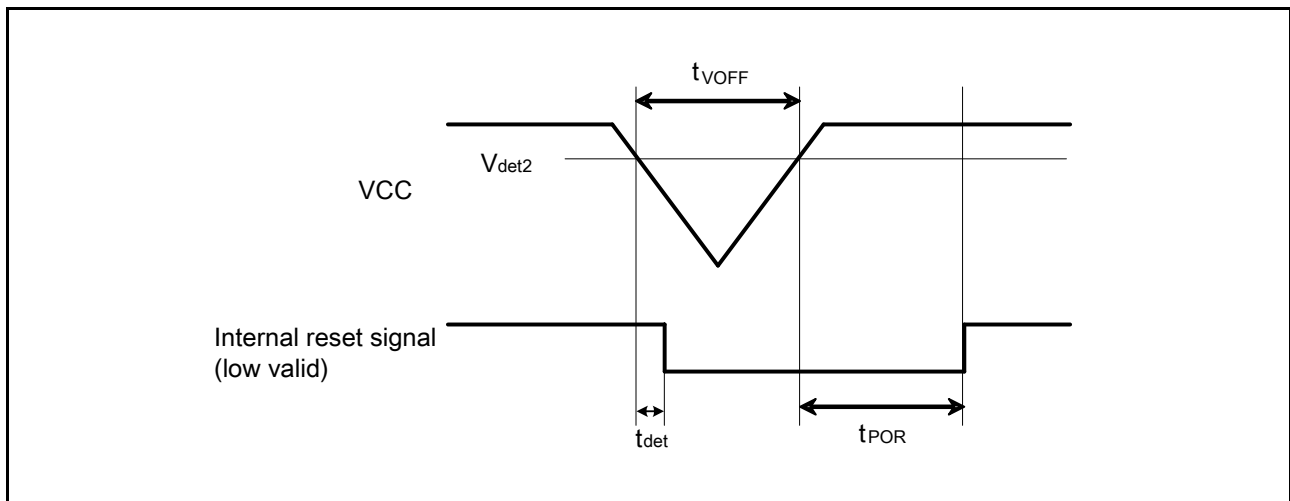 tVOFF
Vdet2
VCC
Internal reset signal
(low valid)
tdet
tPOR